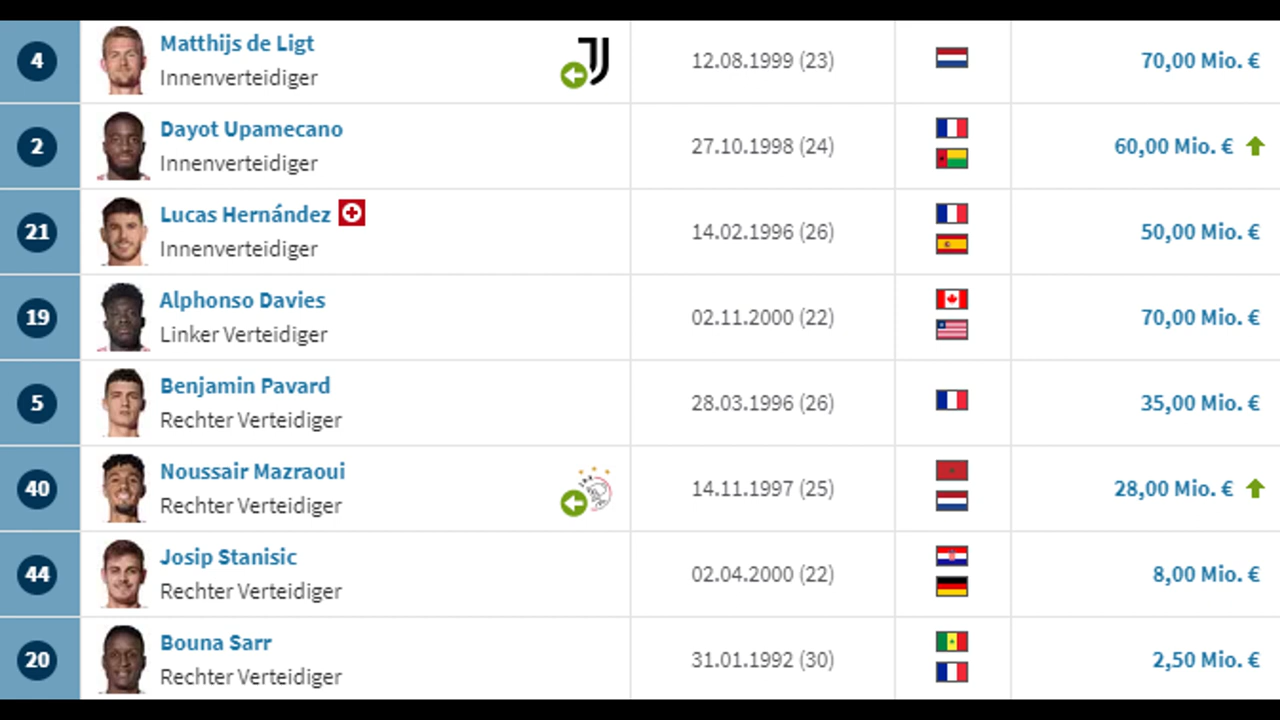 4 Matthijs de Ligt 12.08.1999 (23) 70,00 Mio. €
Innenverteidiger
2 Dayot Upamecano 27.10.1998 (24) 60,00 Mio. €
Innenverteidiger
21 Lucas Hernández 14.02.1996 (26) 50,00 Mio. €
Innenverteidiger
19 Alphonso Davies 02.11.2000 (22) 70,00 Mio. €
Linker Verteidiger
5 Benjamin Pavard 28.03.1996 (26) 35,00 Mio. €
Rechter Verteidiger
40 Noussair Mazraoui 14.11.1997 (25) 28,00 Mio. €
Rechter Verteidiger
44 Josip Stanisic 02.04.2000 (22) 8,00 Mio. €
Rechter Verteidiger
20 Bouna Sarr 31.01.1992 (30) 2,50 Mio. €
Rechter Verteidiger